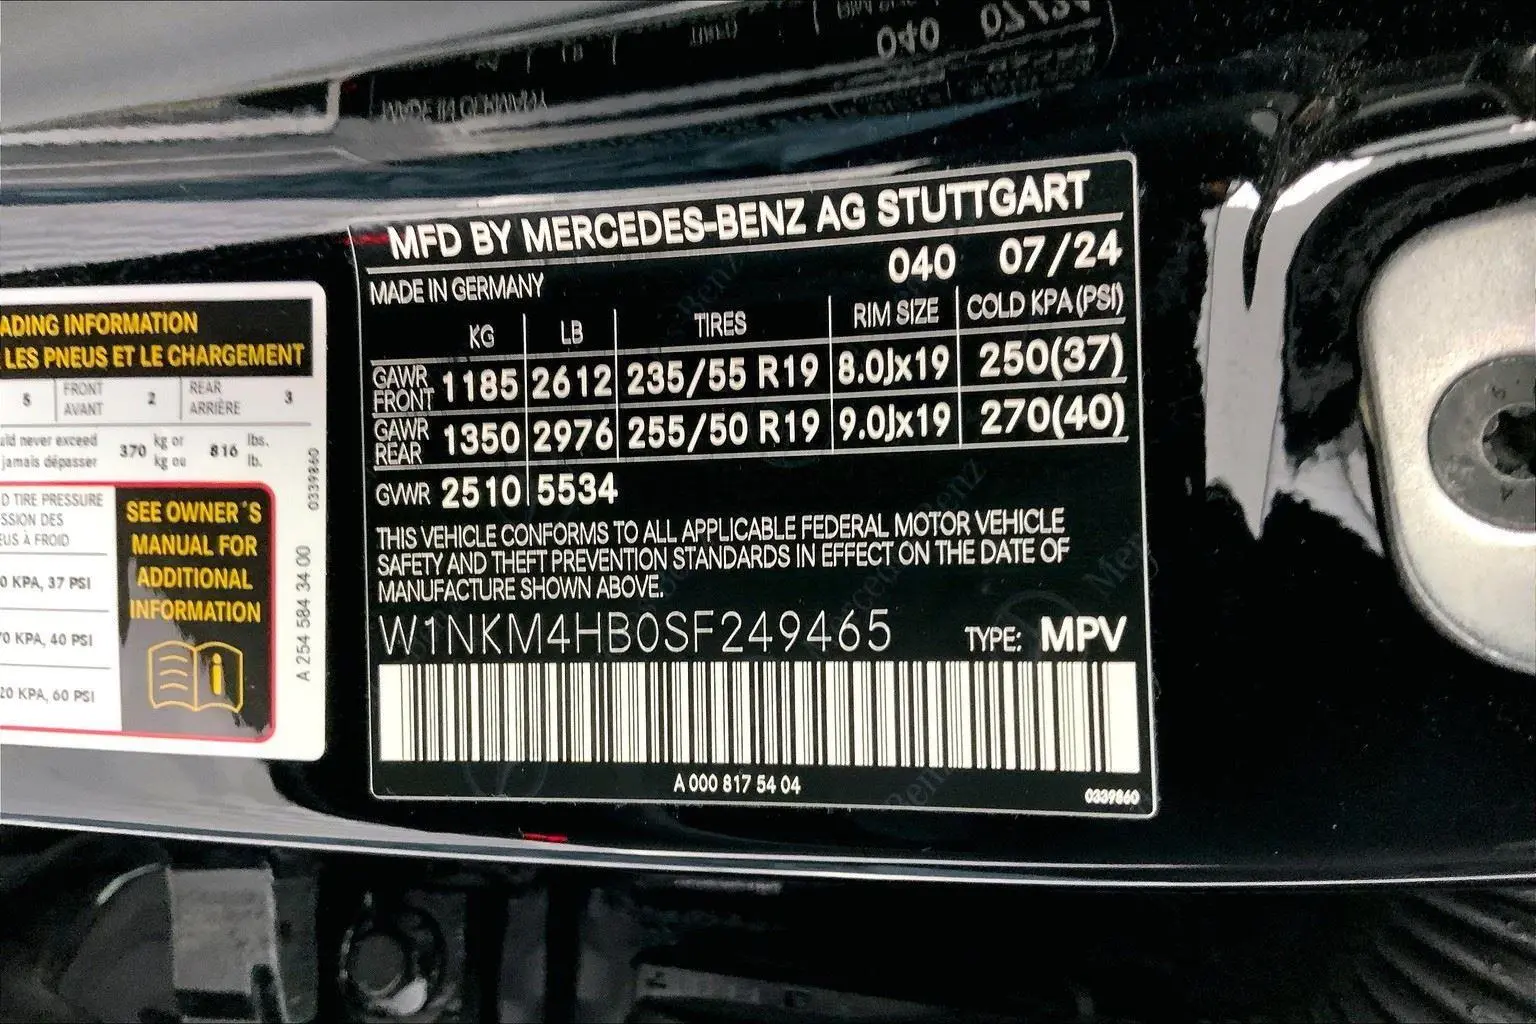 ADING INFORMATION
LES PNEUS ET LE CHARGEMENT
5 FRONT AVANT 2 REAR ARRIÈRE 3
never exceed 370 kg or 816 lbs.
jamais dépasser kg ou lb.
TIRE PRESSURE
DES
À FROID
KPA, 37 PSI
KPA, 40 PSI
20 KPA, 60 PSI
SEE OWNER´S
MANUAL FOR
ADDITIONAL
INFORMATION
A 254 584 34 00
0339860
MFD BY MERCEDES-BENZ AG STUTTGART
MADE IN GERMANY 040 07/24
KG LB TIRES RIM SIZE COLD KPA(PSI)
GAWR FRONT 1185 2612 235/55 R19 8.0Jx19 250(37)
GAWR REAR 1350 2976 255/50 R19 9.0Jx19 270(40)
GVWR 2510 5534
THIS VEHICLE CONFORMS TO ALL APPLICABLE FEDERAL MOTOR VEHICLE
SAFETY AND THEFT PREVENTION STANDARDS IN EFFECT ON THE DATE OF
MANUFACTURE SHOWN ABOVE.
W1NKM4HB0SF249465 TYPE: MPV
A 000 817 54 04
0339860